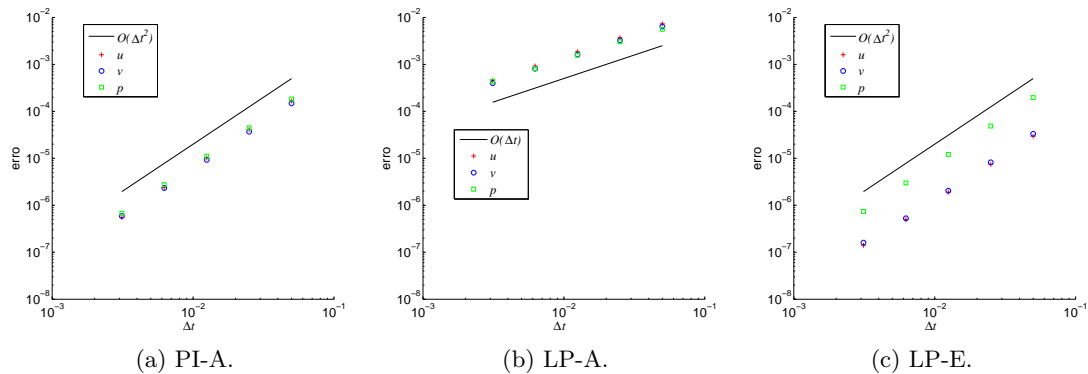 10⁻²
10⁻³
10⁻⁴
10⁻⁵
10⁻⁶
10⁻⁷
10⁻⁸
erro
O(Δt²)
u
v
p
10⁻³
10⁻²
10⁻¹
Δt
(a) PI-A.
10⁻²
10⁻³
10⁻⁴
10⁻⁵
10⁻⁶
10⁻⁷
10⁻⁸
erro
O(Δt)
u
v
p
10⁻³
10⁻²
10⁻¹
Δt
(b) LP-A.
10⁻²
10⁻³
10⁻⁴
10⁻⁵
10⁻⁶
10⁻⁷
10⁻⁸
erro
O(Δt²)
u
v
p
10⁻³
10⁻²
10⁻¹
Δt
(c) LP-E.